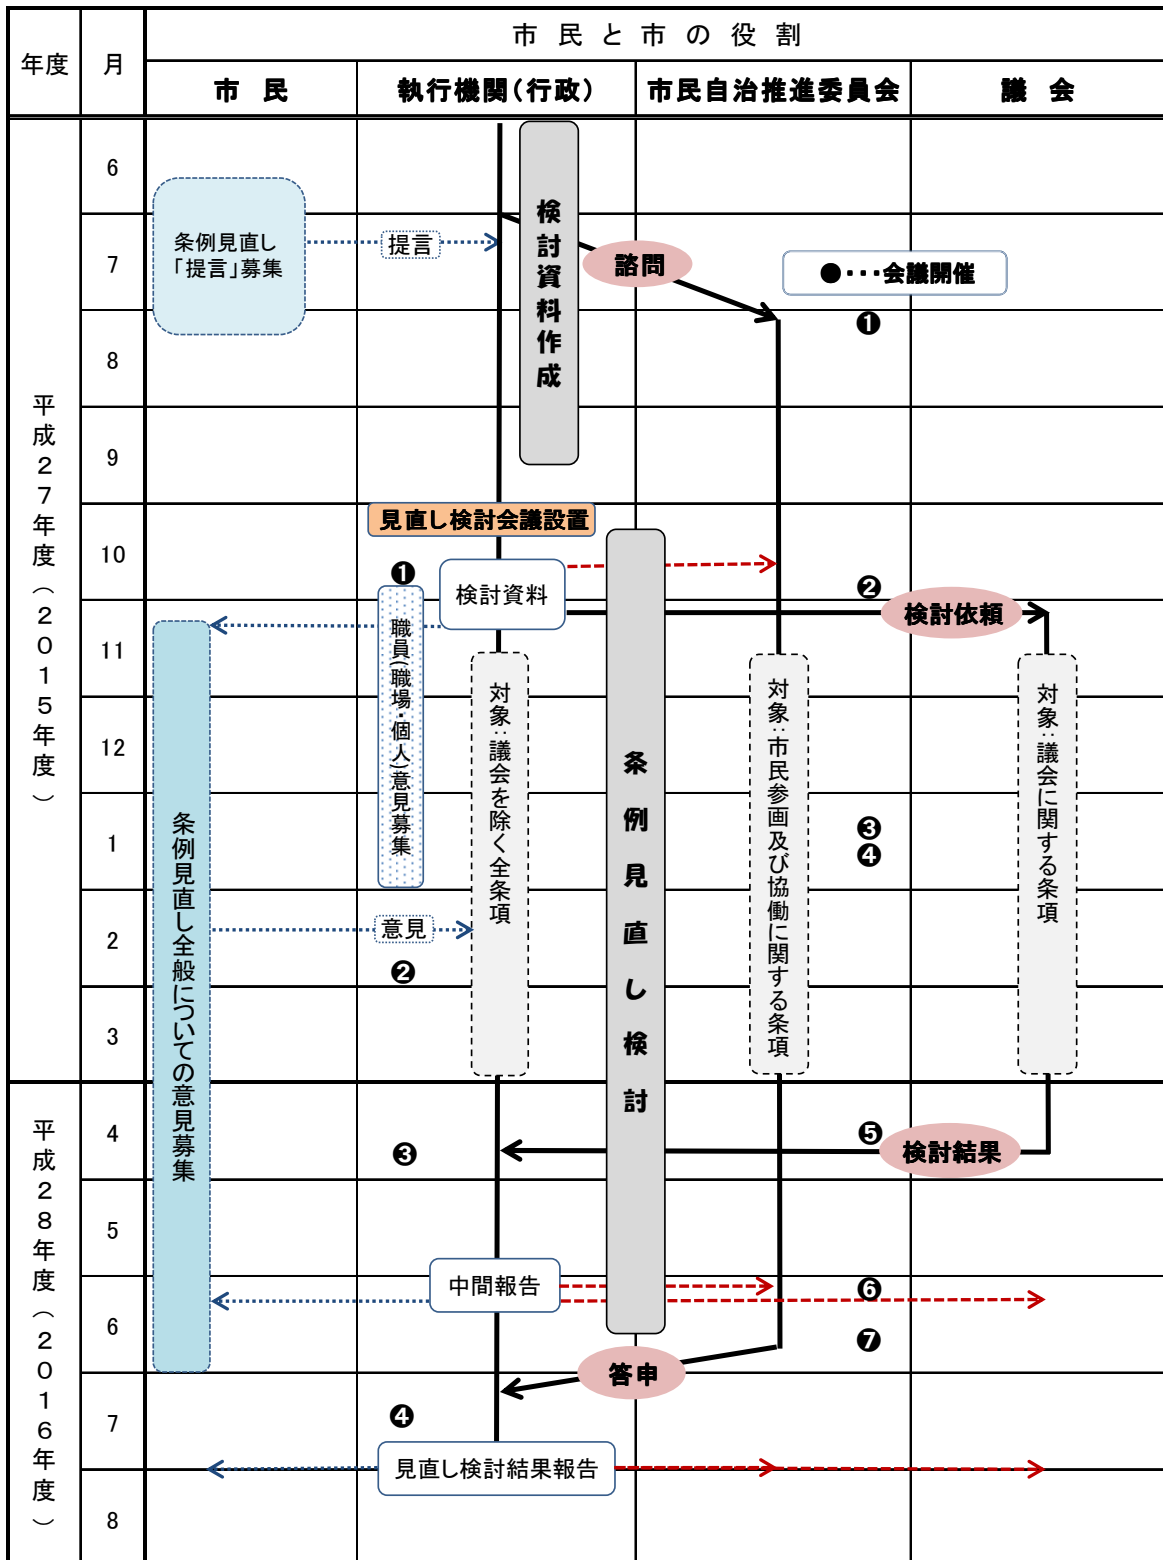 市 民 と 市 の 役 割
年度
月
市 民
執行機関（行政）
市民自治推進委員会
議 会
平成２７年度（２０１５年度）
6
7
8
9
10
11
12
1
2
3
平成２８年度（２０１６年度）
4
5
6
7
8
検討資料作成
条例見直し
「提言」募集
提言
諮問
●・・・会議開催
❶
見直し検討会議設置
❶
検討資料
❷
検討依頼
職員（職場・個人）意見募集
対象：議会を除く全条項
条例見直し検討
対象：市民参画及び協働に関する条項
対象：議会に関する条項
条例見直し全般についての意見募集
❸
❹
意見
❷
❸
❺
検討結果
中間報告
❻
❼
答申
❹
見直し検討結果報告